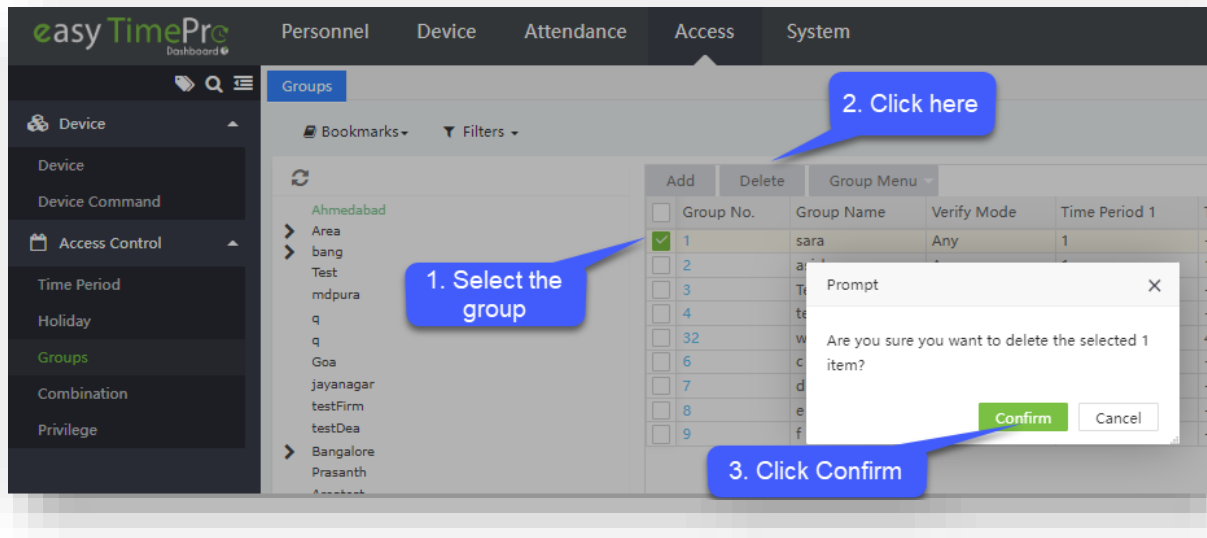 easy TimePro
Dashboard
Personnel Device Attendance Access System
Groups
2. Click here
Device
Bookmarks Filters
Device
Device Command
Access Control
Time Period
Holiday
Groups
Combination
Privilege
Ahmedabad
Area
bang
Test
mdpura
q
q
Goa
jayanagar
testFirm
testDea
Bangalore
Prasanth
1. Select the
group
Add Delete Group Menu
Group No. Group Name Verify Mode Time Period 1
1 sara Any 1
2
3
4
32
6 c
7 d
8 e
9 f
Prompt
Are you sure you want to delete the selected 1
item?
Confirm Cancel
3. Click Confirm